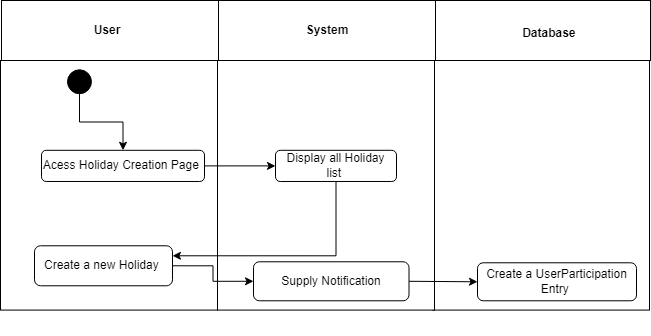 User
System
Database
Acess Holiday Creation Page
Display all Holiday
list
Create a new Holiday
Supply Notification
Create a UserParticipation
Entry